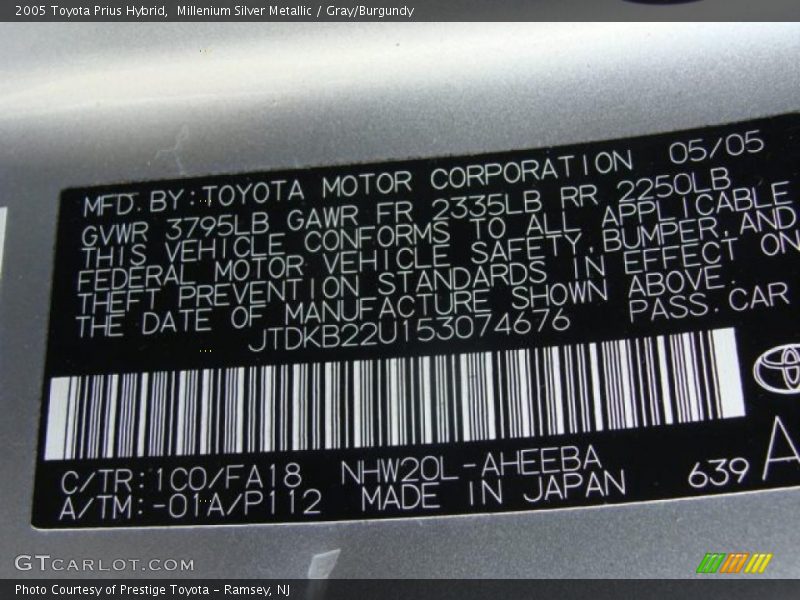 2005 Toyota Prius Hybrid,  Millenium Silver Metallic / Gray/Burgundy
MFD. BY: TOYOTA MOTOR CORPORATION 05/05
GVWR 3795LB GAWR FR 2335LB RR 2250LB
THIS VEHICLE CONFORMS TO ALL APPLICABLE
FEDERAL MOTOR VEHICLE SAFETY, BUMPER, AND
THEFT PREVENTION STANDARDS IN EFFECT ON
THE DATE OF MANUFACTURE SHOWN ABOVE.
JTDKB22U153074676 PASS. CAR
C/TR: 1C0/FA18 NHW20L-AHEEBA
A/TM: -01A/P112 MADE IN JAPAN 639 A
GTCARLOT.COM
Photo Courtesy of Prestige Toyota - Ramsey, NJ